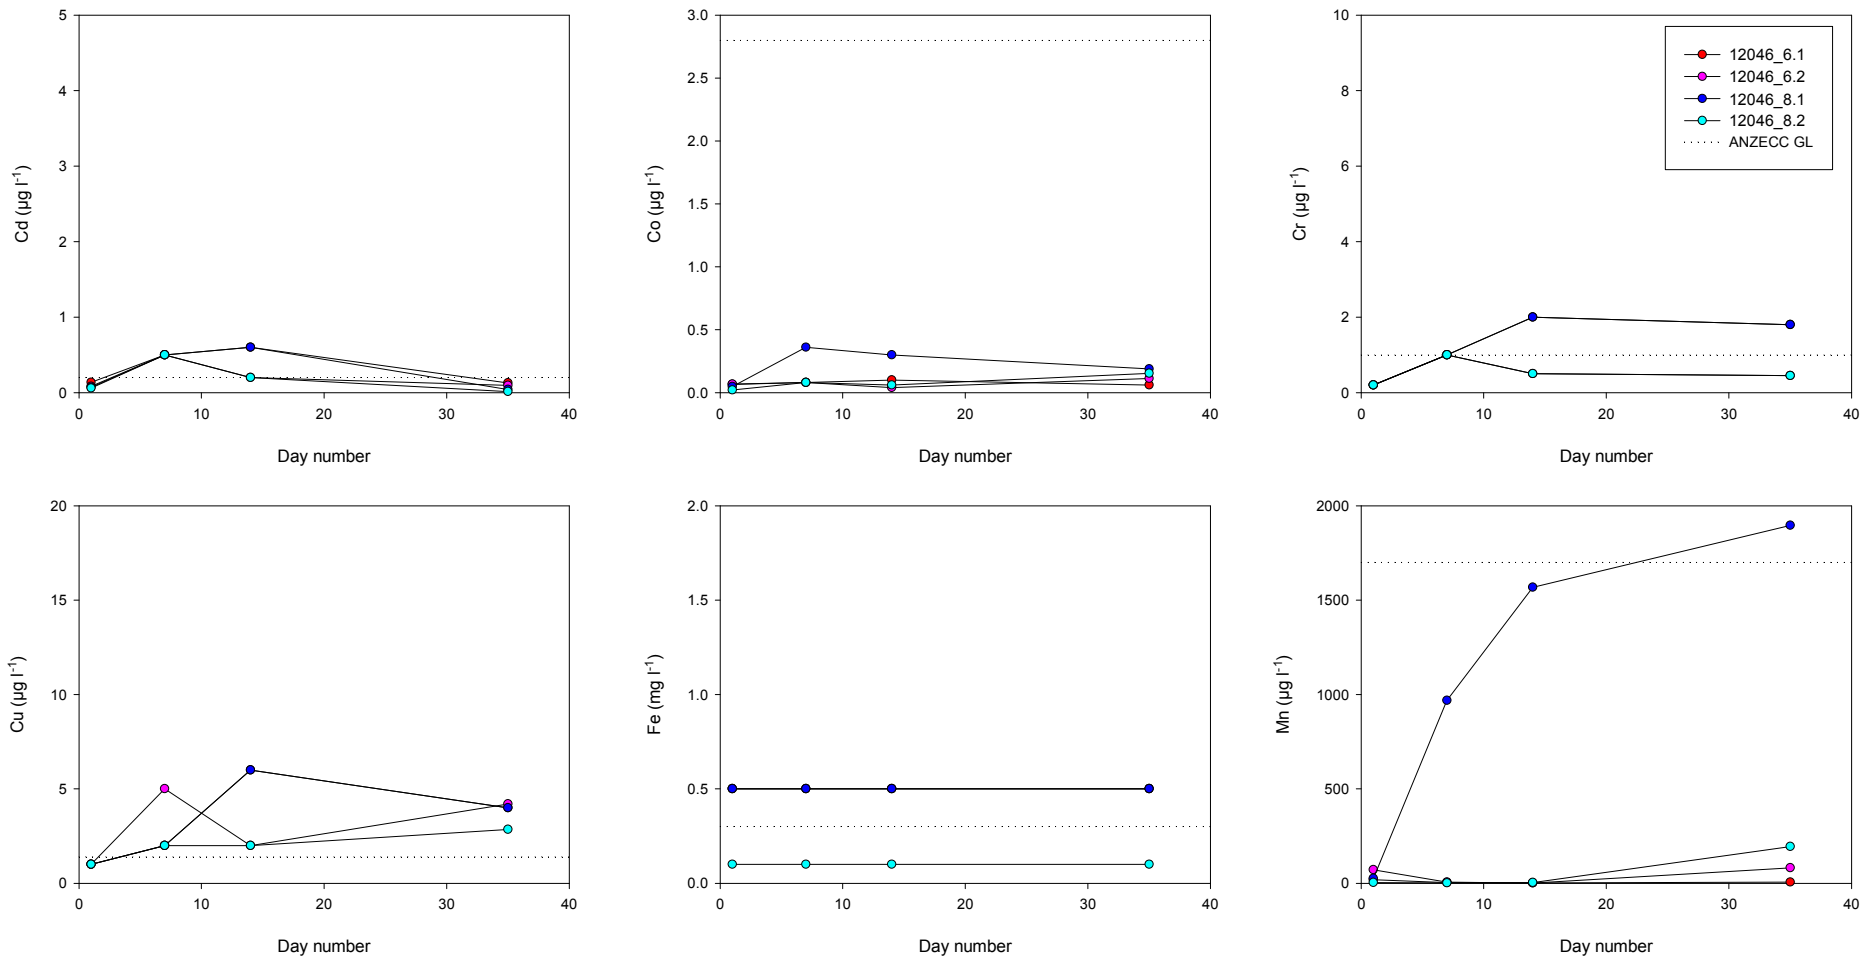 5
4
3
2
1
0
Cd (µg l⁻¹)
0 10 20 30 40
Day number
3.0
2.5
2.0
1.5
1.0
0.5
0.0
Co (µg l⁻¹)
0 10 20 30 40
Day number
10
8
6
4
2
0
Cr (µg l⁻¹)
12046_6.1
12046_6.2
12046_8.1
12046_8.2
ANZECC GL
0 10 20 30 40
Day number
20
15
10
5
0
Cu (µg l⁻¹)
0 10 20 30 40
Day number
2.0
1.5
1.0
0.5
0.0
Fe (mg l⁻¹)
0 10 20 30 40
Day number
2000
1500
1000
500
0
Mn (µg l⁻¹)
0 10 20 30 40
Day number